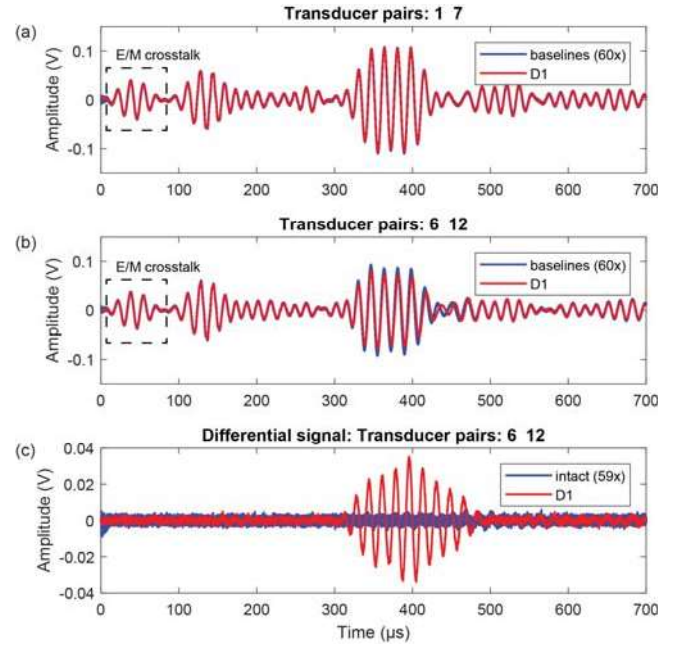 Transducer pairs: 1 7
(a)
E/M crosstalk
baselines (60x)
D1
Amplitude (V)
0.1
0
-0.1
0 100 200 300 400 500 600 700
Transducer pairs: 6 12
(b)
E/M crosstalk
baselines (60x)
D1
Amplitude (V)
0.1
0
-0.1
0 100 200 300 400 500 600 700
Differential signal: Transducer pairs: 6 12
(c)
intact (59x)
D1
Amplitude (V)
0.04
0.02
0
-0.02
-0.04
0 100 200 300 400 500 600 700
Time (µs)